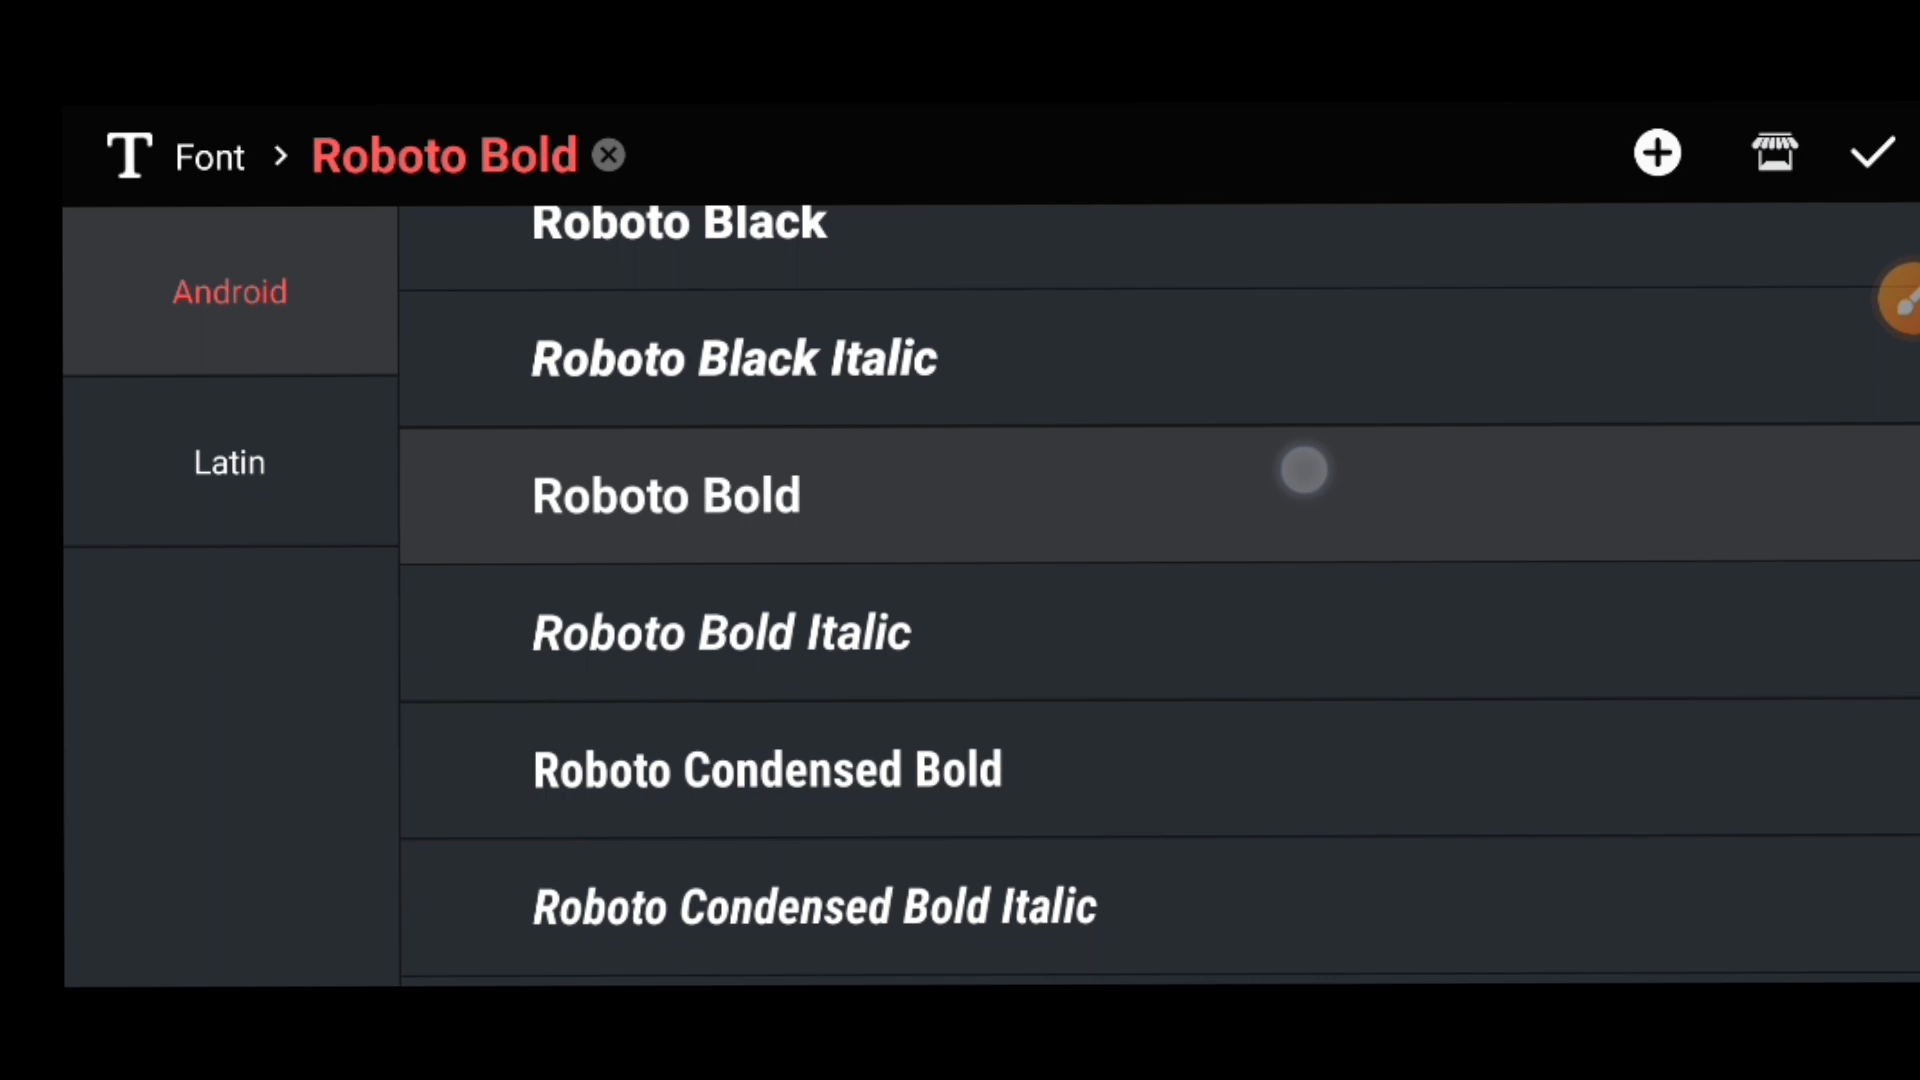 Font > Roboto Bold
Android
Latin
Roboto Black
Roboto Black Italic
Roboto Bold
Roboto Bold Italic
Roboto Condensed Bold
Roboto Condensed Bold Italic